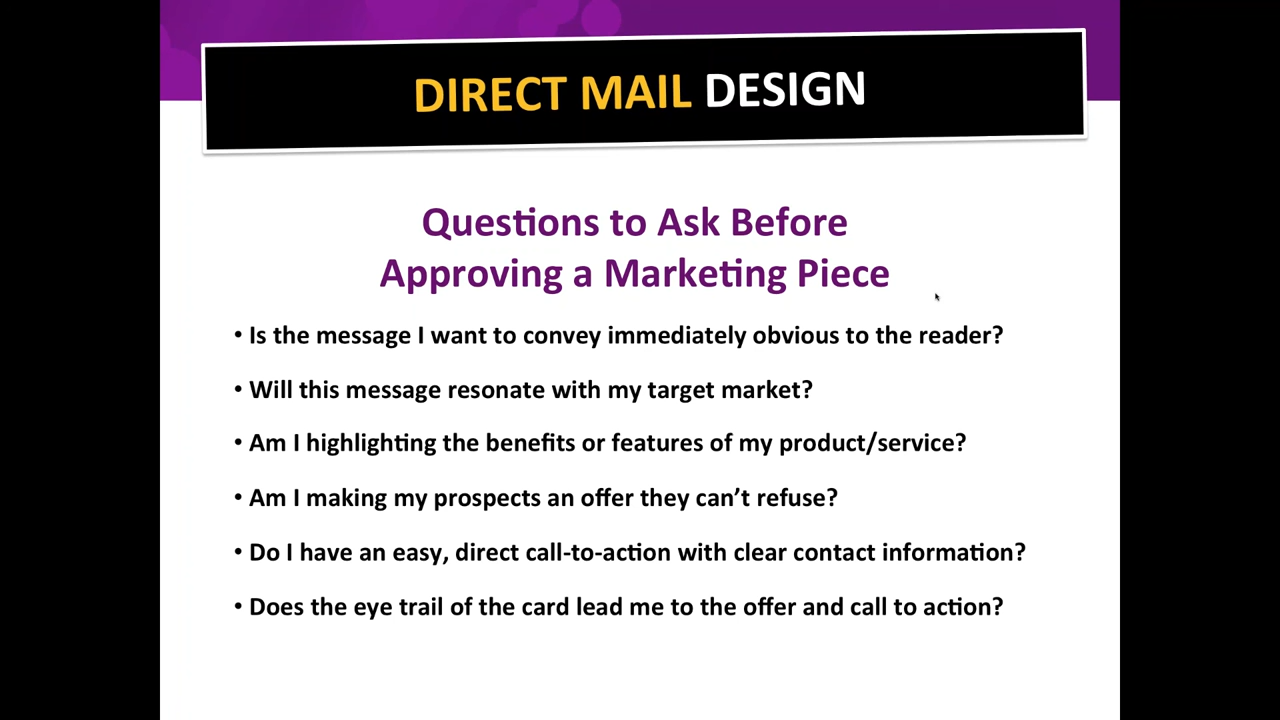 DIRECT MAIL DESIGN
Questions to Ask Before
Approving a Marketing Piece
• Is the message I want to convey immediately obvious to the reader?
• Will this message resonate with my target market?
• Am I highlighting the benefits or features of my product/service?
• Am I making my prospects an offer they can’t refuse?
• Do I have an easy, direct call-to-action with clear contact information?
• Does the eye trail of the card lead me to the offer and call to action?